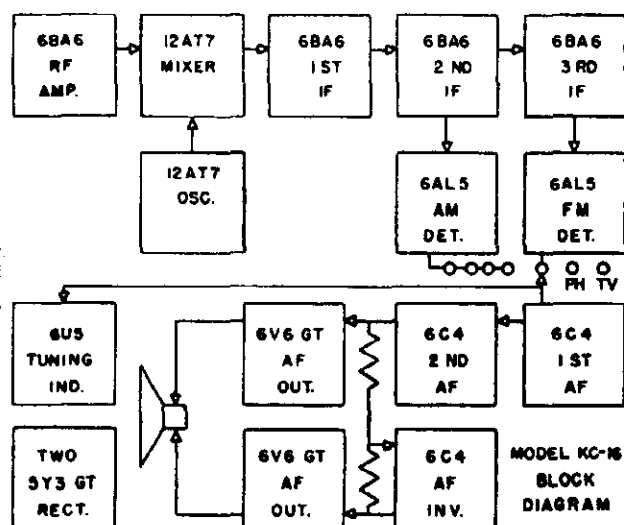 6BA6
RF
AMP.
12AT7
MIXER
6BA6
1 ST
IF
6BA6
2 ND
IF
6BA6
3 RD
IF
12AT7
OSC.
6AL5
AM
DET.
6AL5
FM
DET.
PH TV
6U5
TUNING
IND.
6V6 GT
AF
OUT.
6C4
2 ND
AF
6C4
1 ST
AF
TWO
5Y3 GT
RECT.
6V6 GT
AF
OUT.
6C4
AF
INV.
MODEL KC-16
BLOCK
DIAGRAM